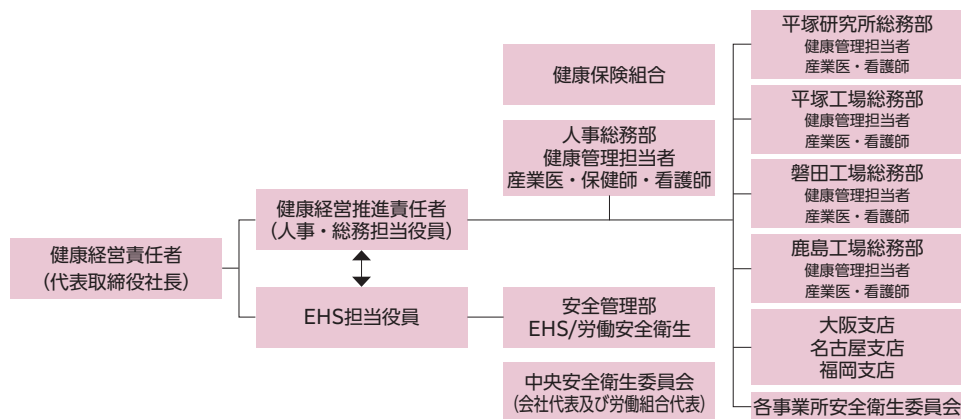 健康経営責任者
(代表取締役社長)
健康経営推進責任者
(人事・総務担当役員)
EHS担当役員
健康保険組合
人事総務部
健康管理担当者
産業医・保健師・看護師
安全管理部
EHS/労働安全衛生
中央安全衛生委員会
(会社代表及び労働組合代表)
平塚研究所総務部
健康管理担当者
産業医・看護師
平塚工場総務部
健康管理担当者
産業医・看護師
磐田工場総務部
健康管理担当者
産業医・看護師
鹿島工場総務部
健康管理担当者
産業医・看護師
大阪支店
名古屋支店
福岡支店
各事業所安全衛生委員会